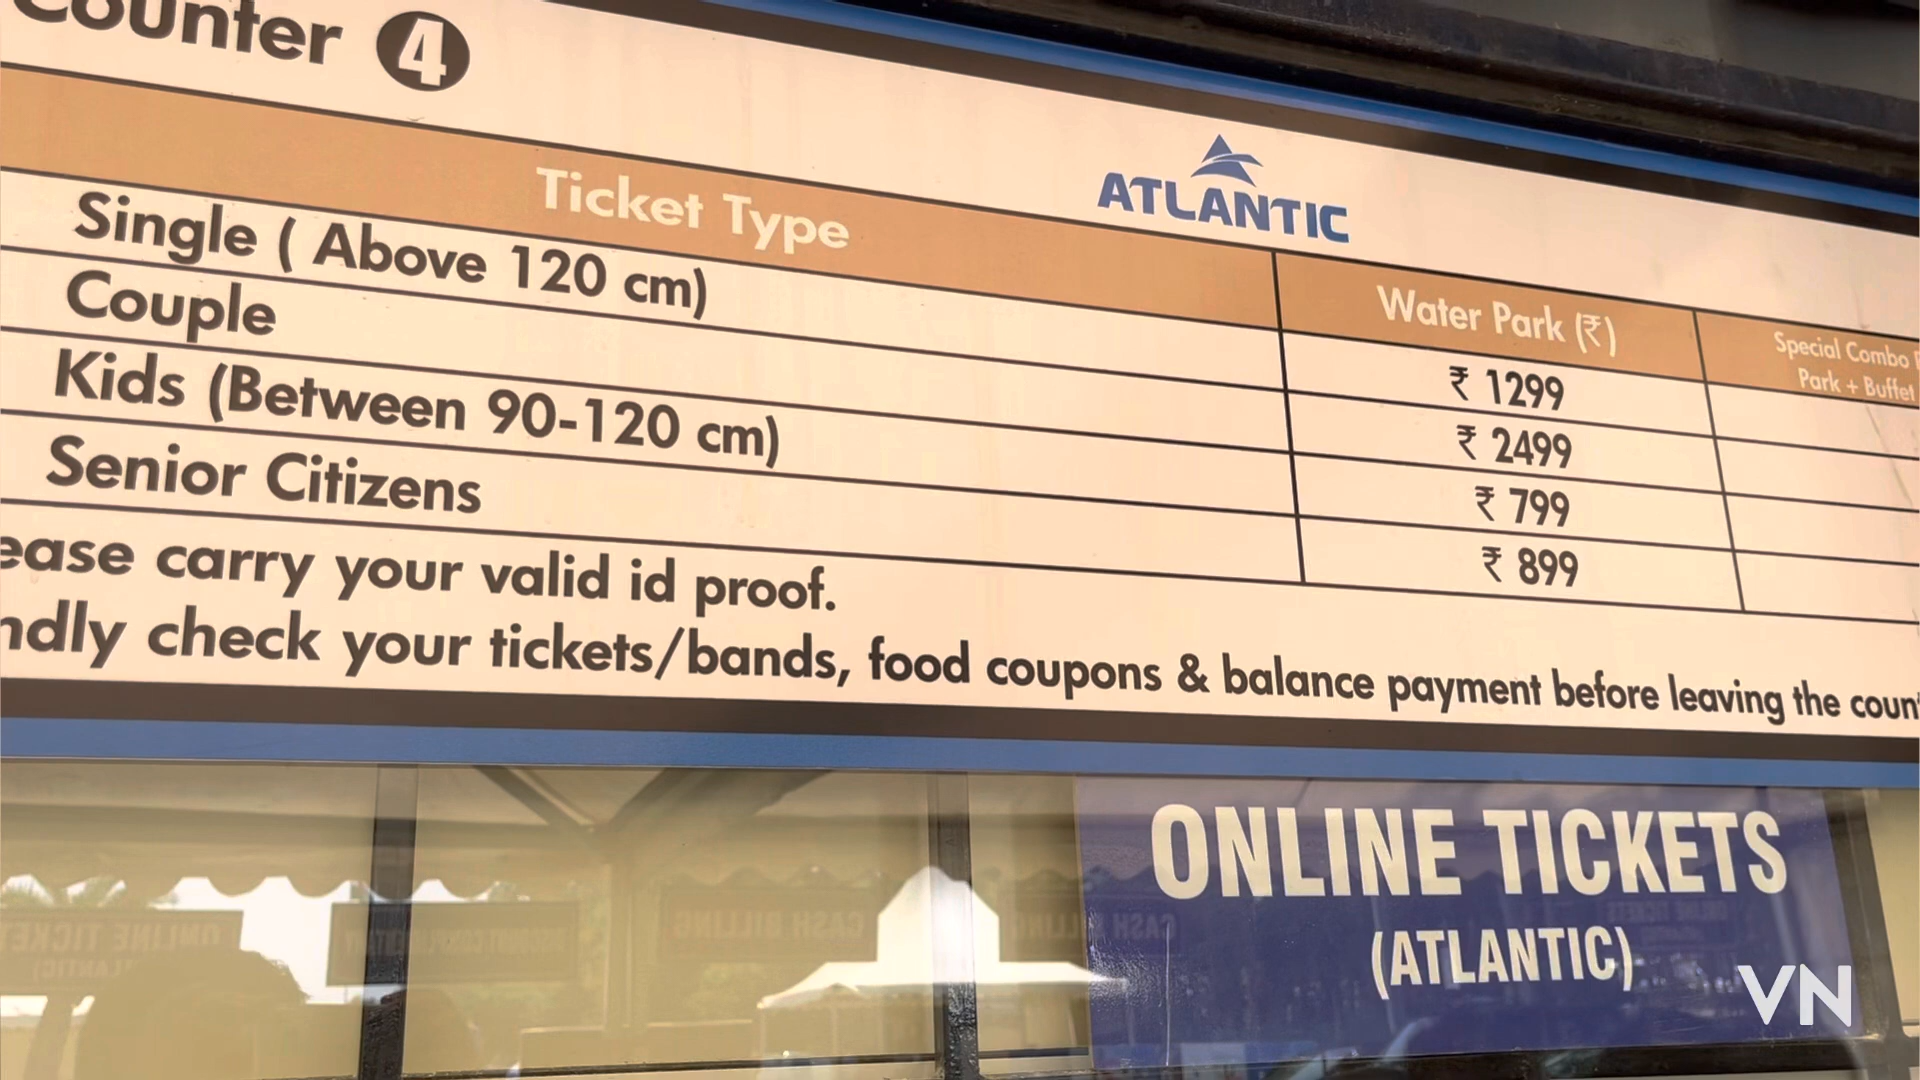 Counter 4
ATLANTIC
Ticket Type Water Park (₹) Special Combo
Park + Buffet
Single ( Above 120 cm) ₹ 1299
Couple ₹ 2499
Kids (Between 90-120 cm) ₹ 799
Senior Citizens ₹ 899
ease carry your valid id proof.
ndly check your tickets/bands, food coupons & balance payment before leaving the coun
ONLINE TICKETS
(ATLANTIC)
VN